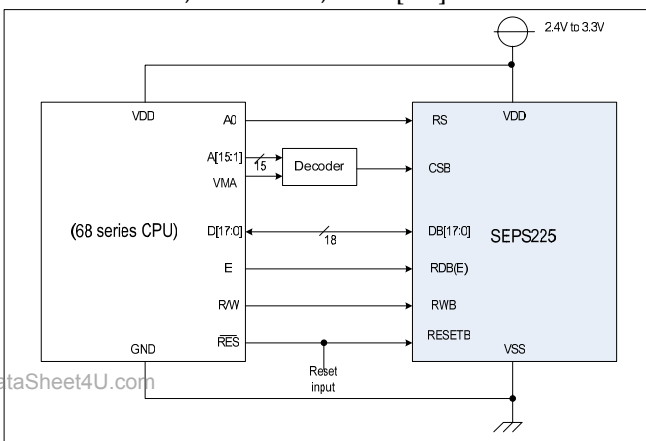 2.4V to 3.3V
VDD
A0
A[15:1]
15
VMA
Decoder
(68 series CPU)
D[17:0]
18
E
R/W
RES
GND
Reset
input
RS
VDD
CSB
DB[17:0]
SEPS225
RDB(E)
RWB
RESETB
VSS
ataSheet4U.com